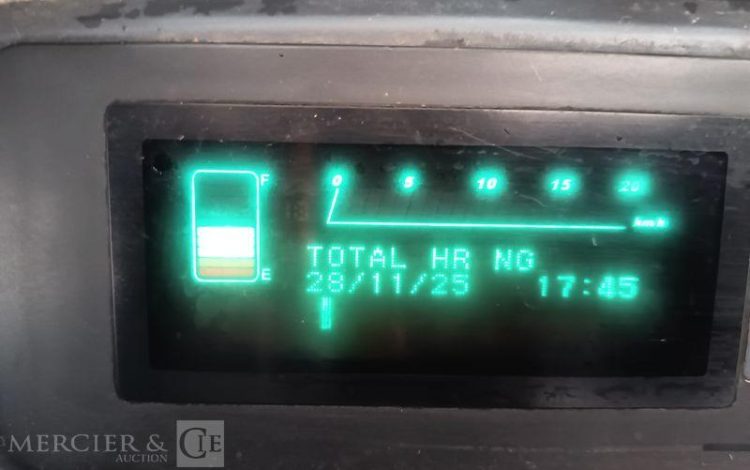 F
0 5 10 15 20
km/h
E
TOTAL HR NG
28/11/25 17:45
MERCIER & CIE
AUCTION